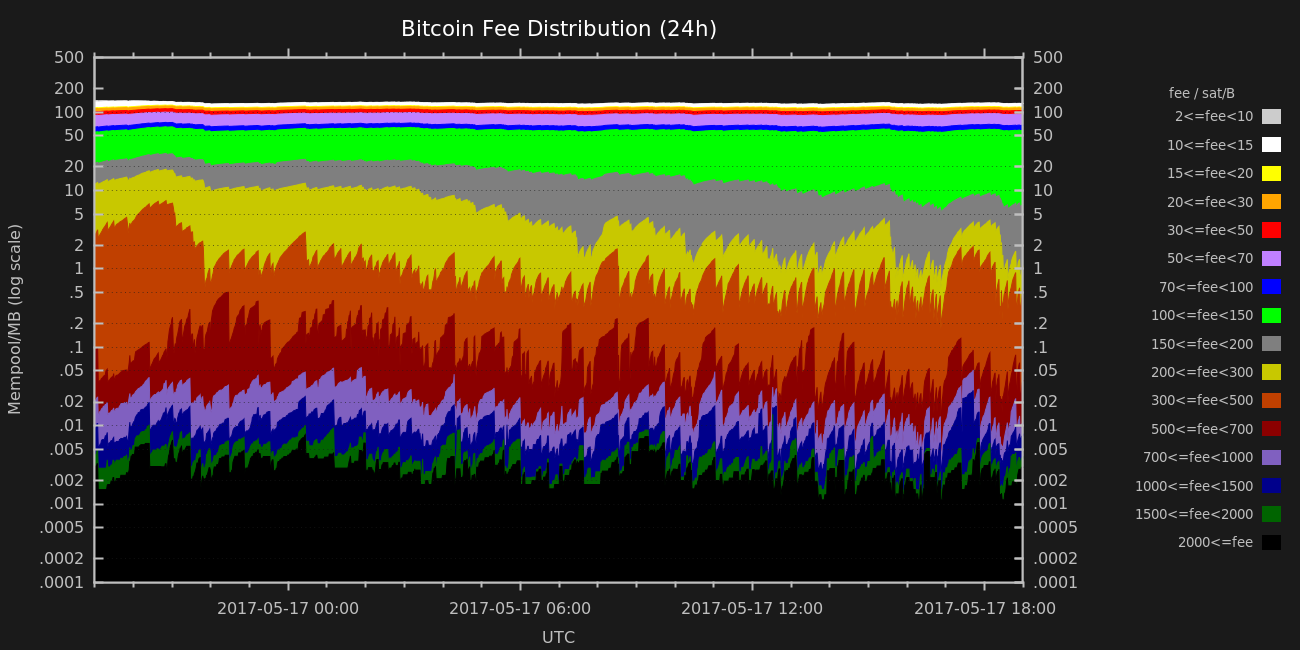 Bitcoin Fee Distribution (24h)
500
200
100
50
20
10
5
2
1
.5
.2
.1
.05
.02
.01
.005
.002
.001
.0005
.0002
.0001
Mempool/MB (log scale)
500
200
100
50
20
10
5
2
1
.5
.2
.1
.05
.02
.01
.005
.002
.001
.0005
.0002
.0001
2017-05-17 00:00
2017-05-17 06:00
2017-05-17 12:00
2017-05-17 18:00
UTC
fee / sat/B
2<=fee<10
10<=fee<15
15<=fee<20
20<=fee<30
30<=fee<50
50<=fee<70
70<=fee<100
100<=fee<150
150<=fee<200
200<=fee<300
300<=fee<500
500<=fee<700
700<=fee<1000
1000<=fee<1500
1500<=fee<2000
2000<=fee